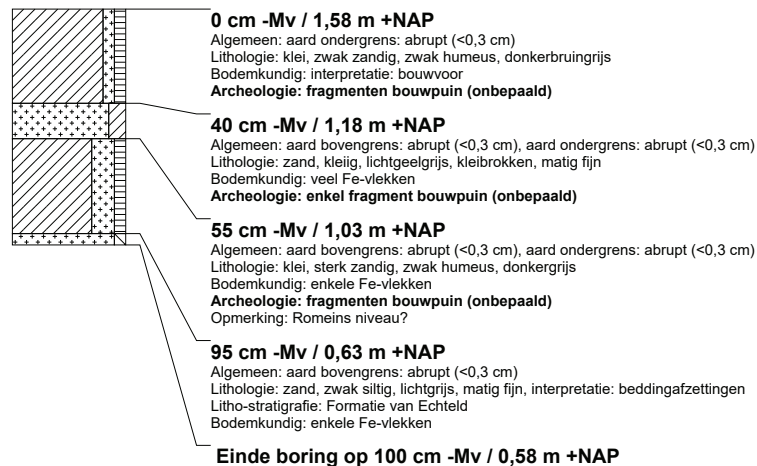 0 cm -Mv / 1,58 m +NAP
Algemeen: aard ondergrens: abrupt (<0,3 cm)
Lithologie: klei, zwak zandig, zwak humeus, donkerbruingrijs
Bodemkundig: interpretatie: bouwvoor
Archeologie: fragmenten bouwpuin (onbepaald)
40 cm -Mv / 1,18 m +NAP
Algemeen: aard bovengrens: abrupt (<0,3 cm), aard ondergrens: abrupt (<0,3 cm)
Lithologie: zand, kleiig, lichtgeelgrijs, kleibrokken, matig fijn
Bodemkundig: veel Fe-vlekken
Archeologie: enkel fragment bouwpuin (onbepaald)
55 cm -Mv / 1,03 m +NAP
Algemeen: aard bovengrens: abrupt (<0,3 cm), aard ondergrens: abrupt (<0,3 cm)
Lithologie: klei, sterk zandig, zwak humeus, donkergrijs
Bodemkundig: enkele Fe-vlekken
Archeologie: fragmenten bouwpuin (onbepaald)
Opmerking: Romeins niveau?
95 cm -Mv / 0,63 m +NAP
Algemeen: aard bovengrens: abrupt (<0,3 cm)
Lithologie: zand, zwak siltig, lichtgrijs, matig fijn, interpretatie: beddingafzettingen
Litho-stratigrafie: Formatie van Echteld
Bodemkundig: enkele Fe-vlekken
Einde boring op 100 cm -Mv / 0,58 m +NAP